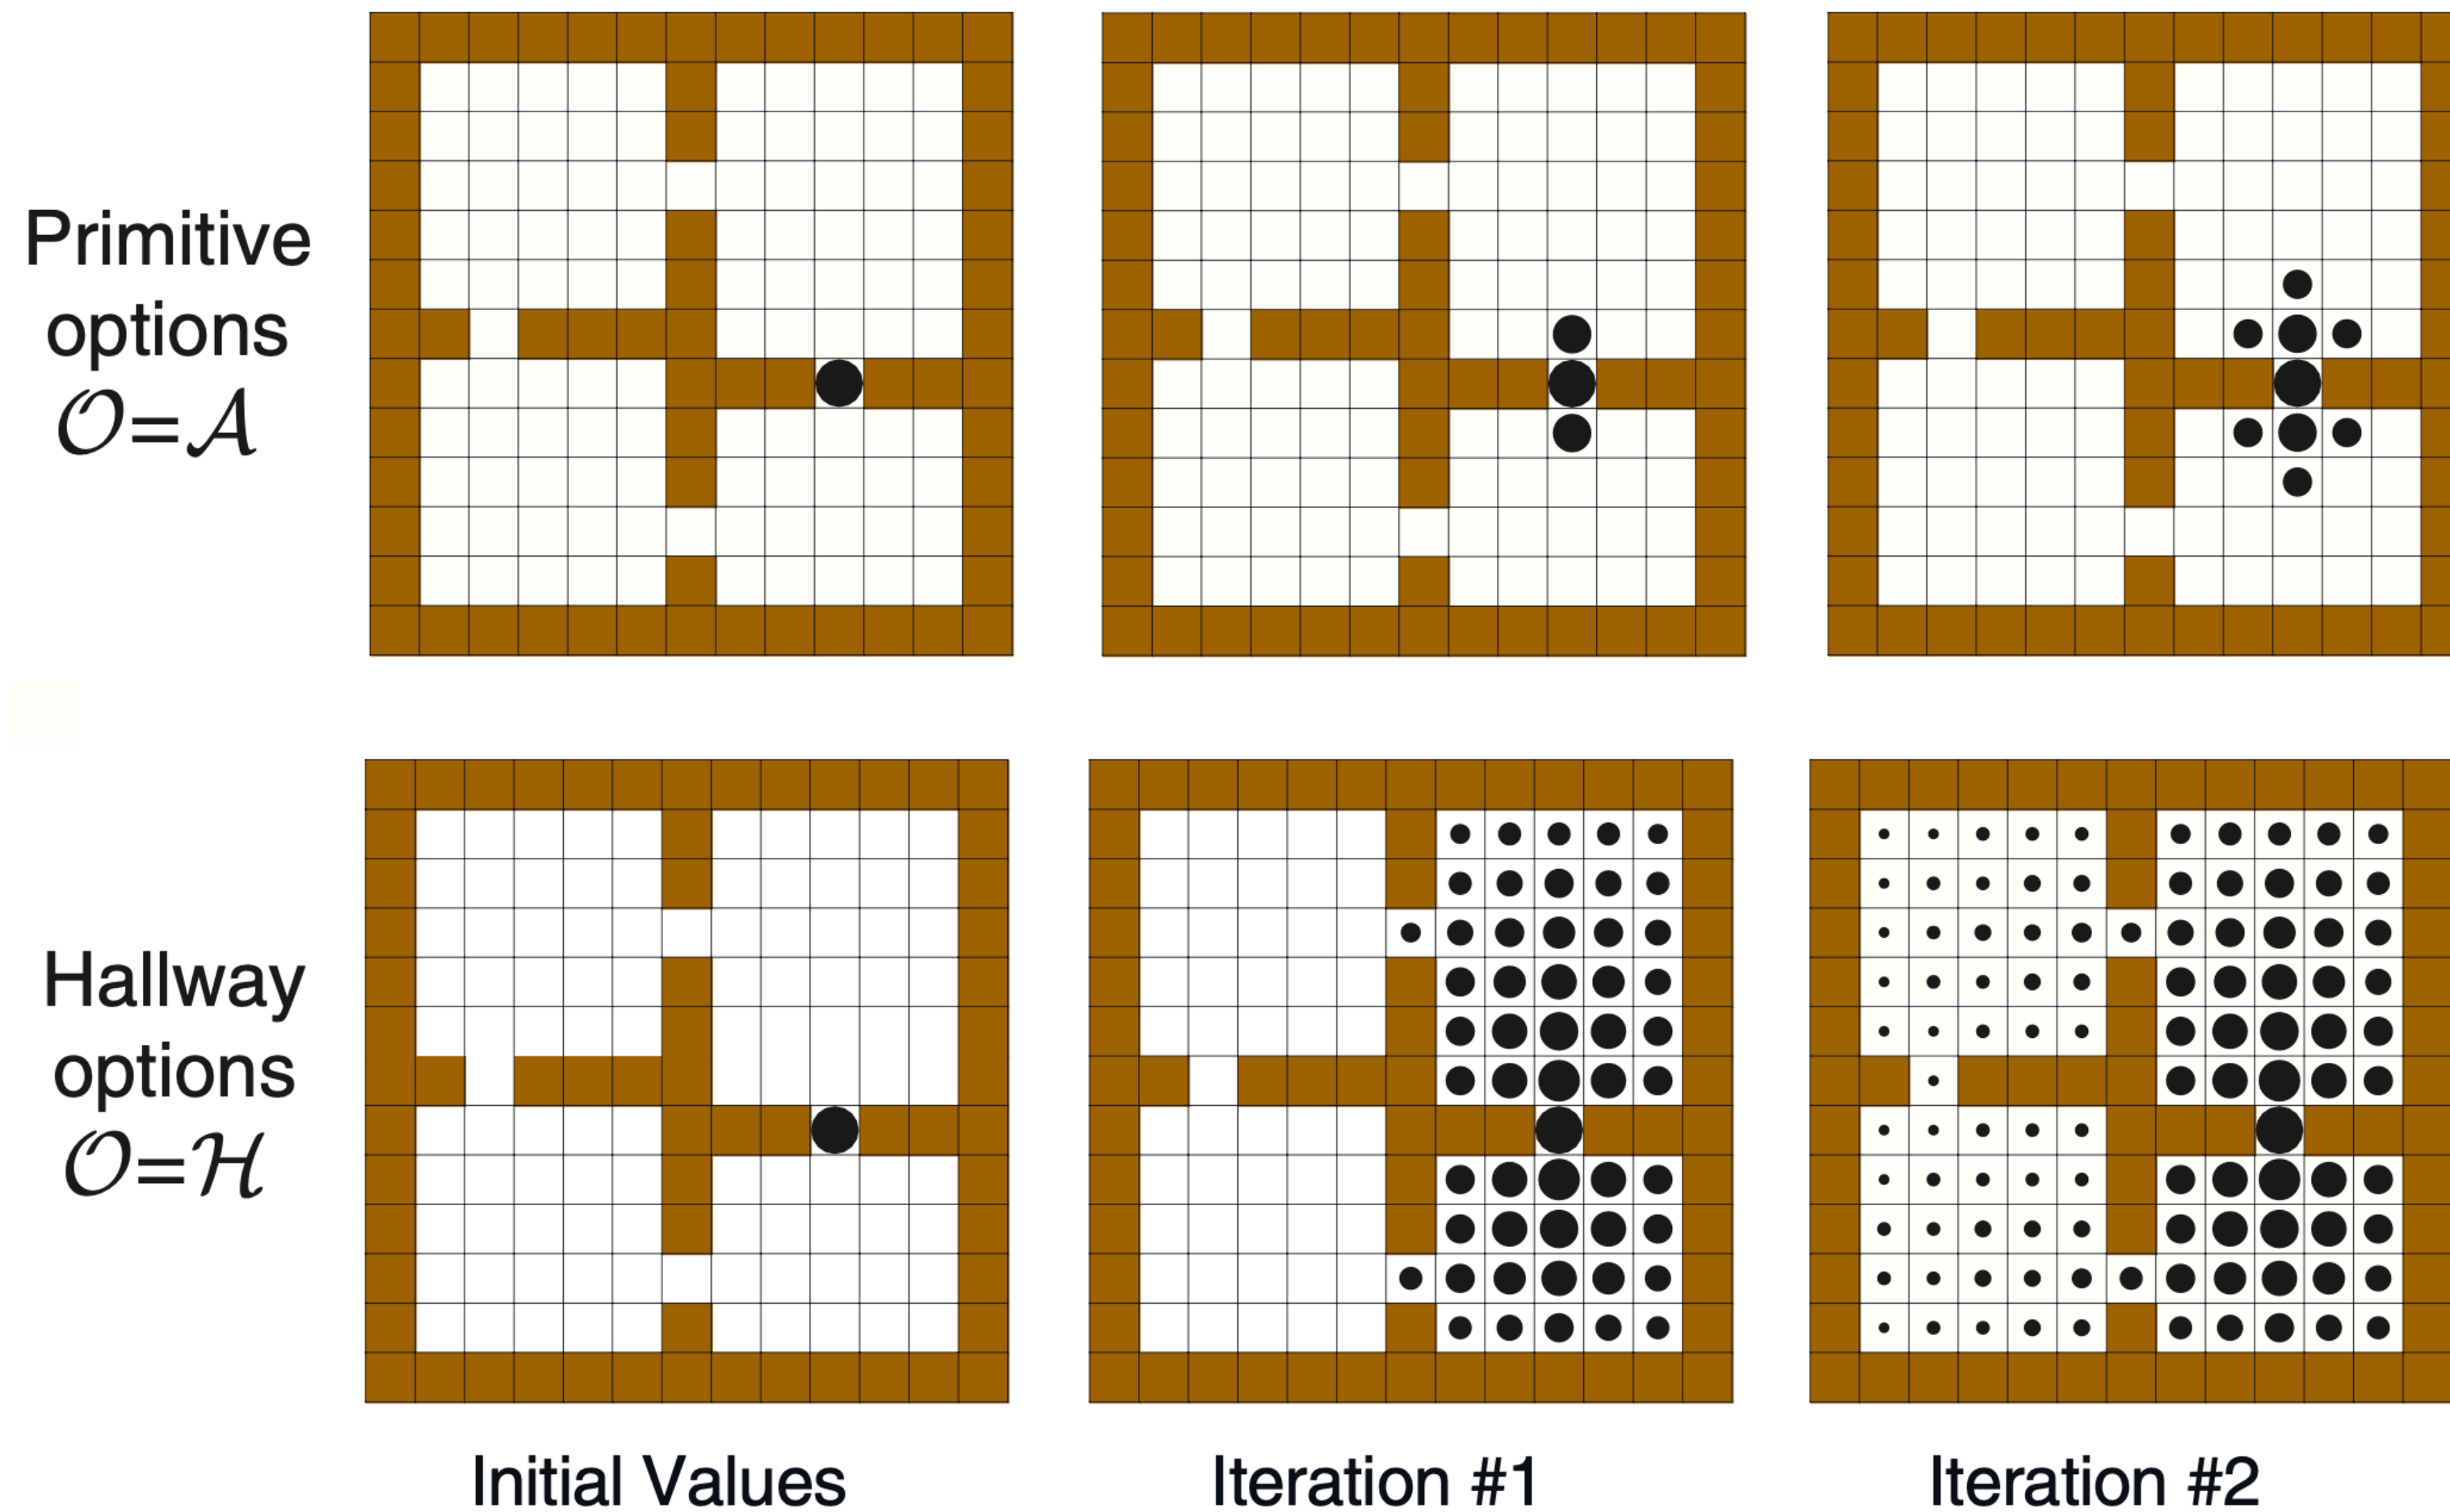 Primitive
options
𝒪=𝒜
Hallway
options
𝒪=ℋ
Initial Values
Iteration #1
Iteration #2